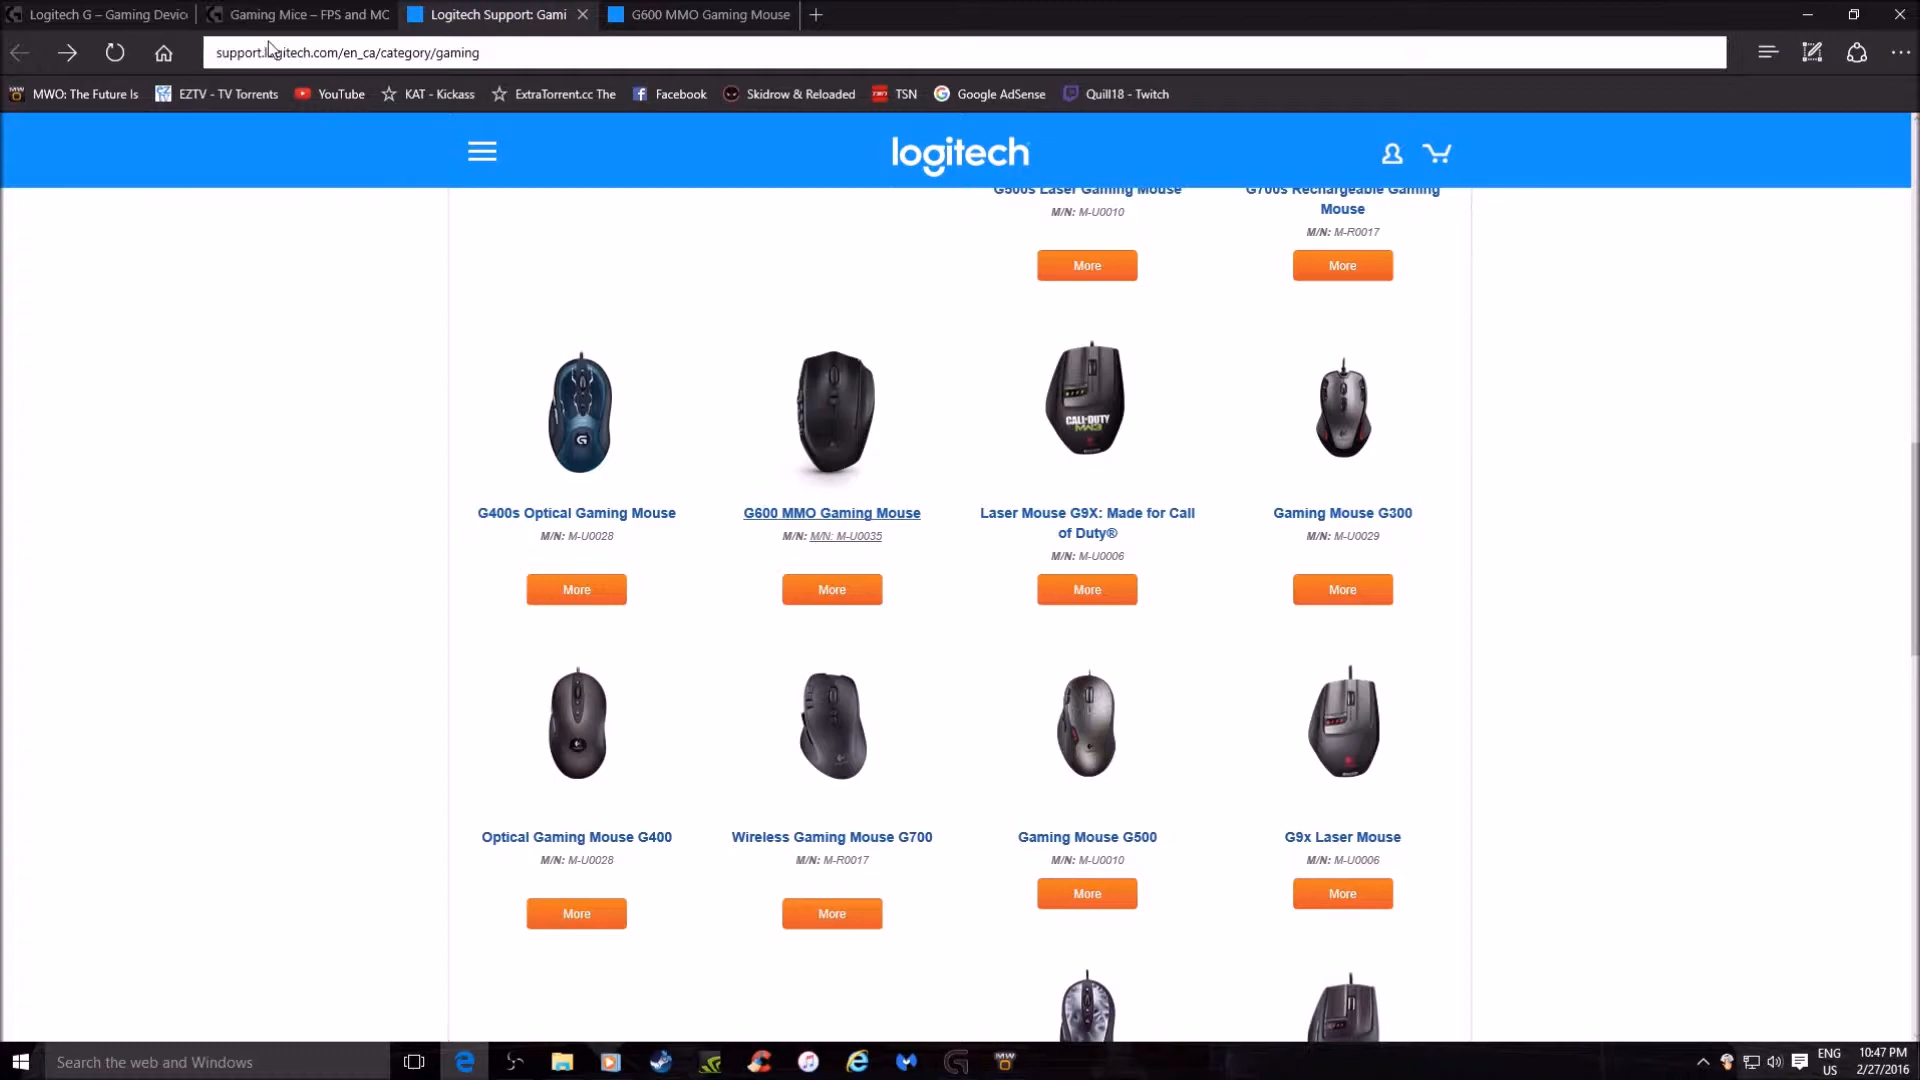 Logitech G – Gaming Devic
Gaming Mice – FPS and MC
Logitech Support: Gami
G600 MMO Gaming Mouse
support.logitech.com/en_ca/category/gaming
MWO: The Future Is
EZTV - TV Torrents
YouTube
KAT - Kickass
ExtraTorrent.cc The
Facebook
Skidrow & Reloaded
TSN
Google AdSense
Quill18 - Twitch
logitech
G500s Laser Gaming Mouse
M/N: M-U0010
More
G700s Rechargeable Gaming
Mouse
M/N: M-R0017
More
CALL OF DUTY
MW3
G400s Optical Gaming Mouse
M/N: M-U0028
More
G600 MMO Gaming Mouse
M/N: M/N: M-U0035
More
Laser Mouse G9X: Made for Call
of Duty®
M/N: M-U0006
More
Gaming Mouse G300
M/N: M-U0029
More
Optical Gaming Mouse G400
M/N: M-U0028
More
Wireless Gaming Mouse G700
M/N: M-R0017
More
Gaming Mouse G500
M/N: M-U0010
More
G9x Laser Mouse
M/N: M-U0006
More
Search the web and Windows
ENG
US
10:47 PM
2/27/2016